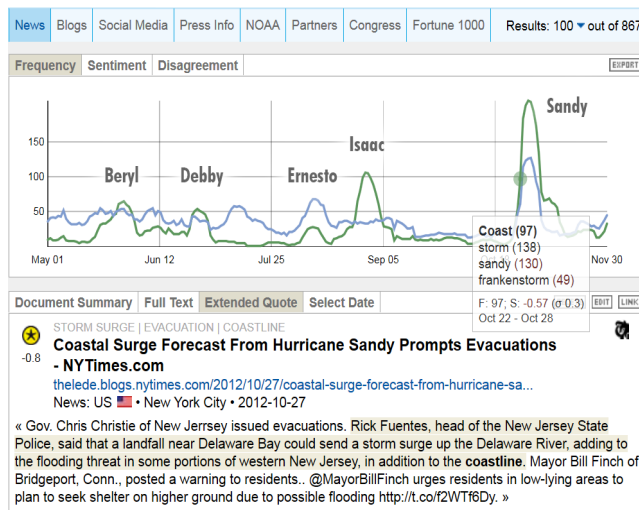 News Blogs Social Media Press Info NOAA Partners Congress Fortune 1000 Results: 100 out of 867
Frequency Sentiment Disagreement EXPORT
Sandy
Isaac
Beryl Debby Ernesto
150
100
50
May 01 Jun 12 Jul 25 Sep 05 Nov 30
Coast (97)
storm (138)
sandy (130)
frankenstorm (49)
F: 97; S: -0.57 (σ 0.3)
Oct 22 - Oct 28
Document Summary Full Text Extended Quote Select Date EDIT LINK
STORM SURGE | EVACUATION | COASTLINE
-0.8
Coastal Surge Forecast From Hurricane Sandy Prompts Evacuations
- NYTimes.com
thelede.blogs.nytimes.com/2012/10/27/coastal-surge-forecast-from-hurricane-sa...
News: US • New York City • 2012-10-27
« Gov. Chris Christie of New Jerrsey issued evacuations. Rick Fuentes, head of the New Jersey State
Police, said that a landfall near Delaware Bay could send a storm surge up the Delaware River, adding to
the flooding threat in some portions of western New Jersey, in addition to the coastline. Mayor Bill Finch of
Bridgeport, Conn., posted a warning to residents.. @MayorBillFinch urges residents in low-lying areas to
plan to seek shelter on higher ground due to possible flooding http://t.co/f2WTf6Dy. »